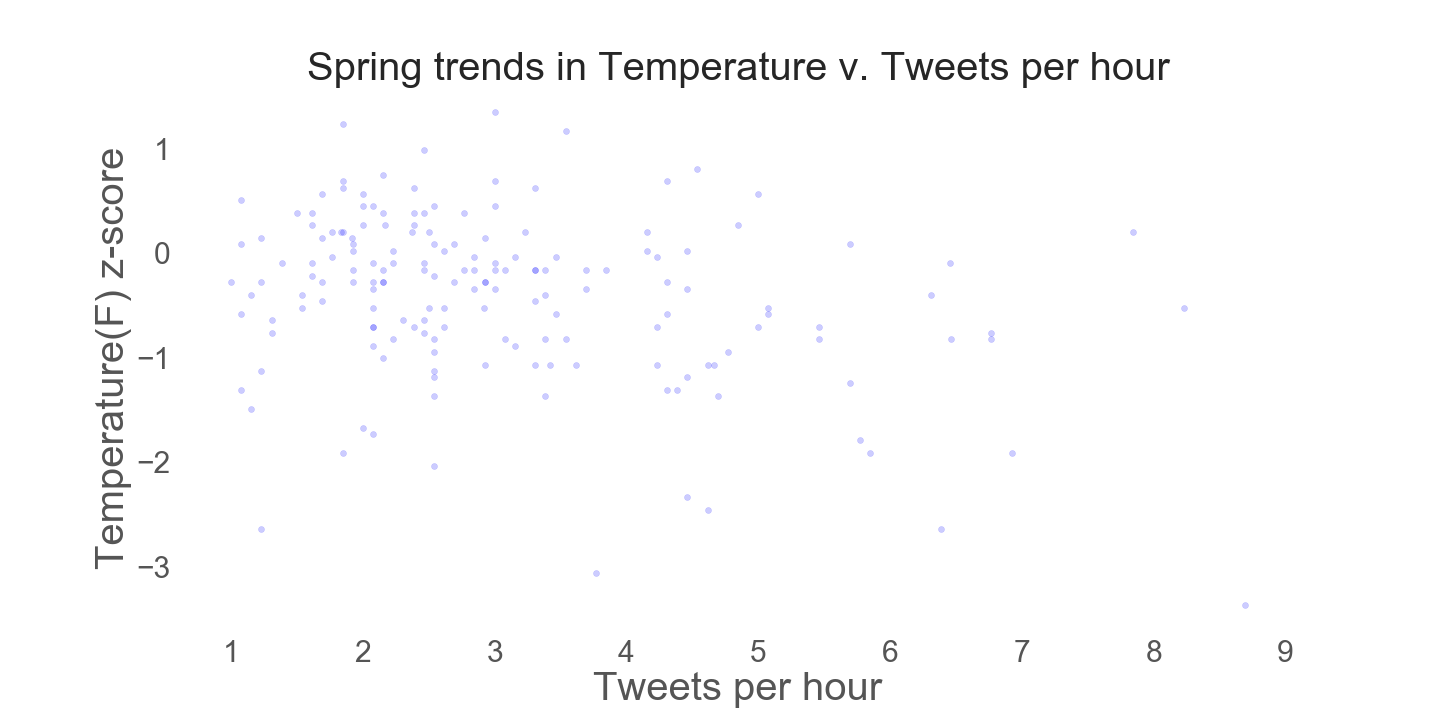 Spring trends in Temperature v. Tweets per hour
Temperature(F) z-score
1
0
−1
−2
−3
1 2 3 4 5 6 7 8 9
Tweets per hour